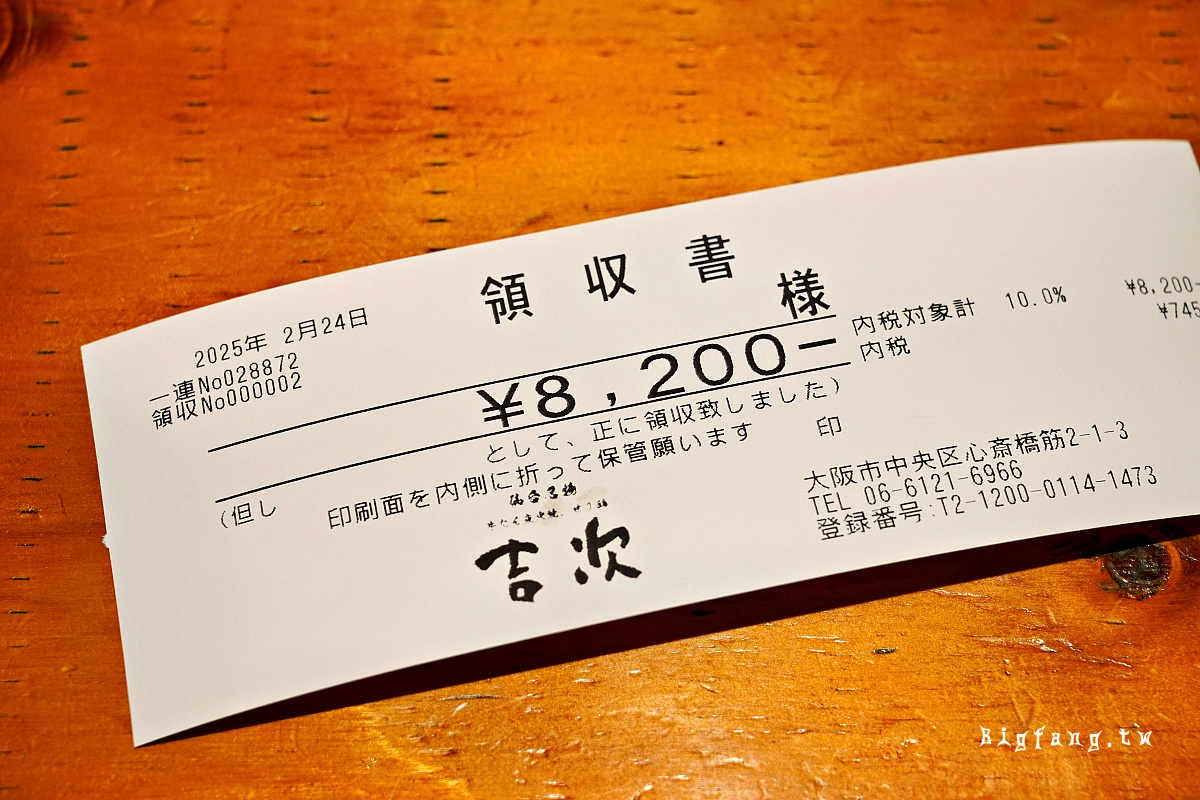 領収書
2025年 2月24日
一連No028872
領収No000002
様
¥8,200-
(但し として、正に領収致しました)
印刷面を内側に折って保管願います
印
吉次
内税対象計 10.0% ¥8,200-
内税 ¥745
大阪市中央区心斎橋筋2-1-3
TEL 06-6121-6966
登録番号:T2-1200-0114-1473
Bigfang.tw